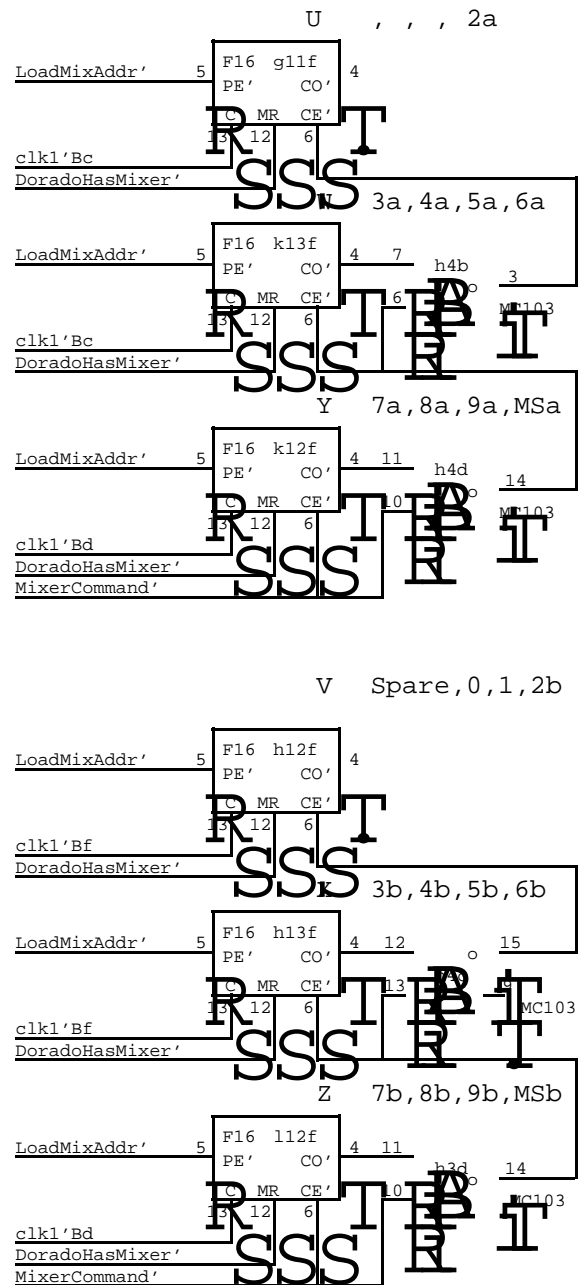 U , , , 2a
F16 g11f
LoadMixAddr' 5 4
PE' CO'
C MR CE'
R T
13 12 6
clk1'Bc
DoradoHasMixer'
SSS
3a,4a,5a,6a
F16 k13f
LoadMixAddr' 5 4 7 h4b 3
PE' CO'
C MR CE' 6
R T
13 12 6
clk1'Bc
DoradoHasMixer'
SSS
Y 7a,8a,9a,MSa
F16 k12f
LoadMixAddr' 5 4 11 h4d 14
PE' CO'
C MR CE' 10
R T
13 12 6
clk1'Bd
DoradoHasMixer'
MixerCommand'
SSS
V Spare,0,1,2b
F16 h12f
LoadMixAddr' 5 4
PE' CO'
C MR CE'
R T
13 12 6
clk1'Bf
DoradoHasMixer'
SSS
3b,4b,5b,6b
F16 h13f
LoadMixAddr' 5 4 12 15
PE' CO'
C MR CE' 13
R T
13 12 6 MC103
clk1'Bf
DoradoHasMixer'
SSS
Z 7b,8b,9b,MSb
F16 l12f
LoadMixAddr' 5 4 11 h3d 14
PE' CO'
C MR CE' 10
R T
13 12 6
clk1'Bd
DoradoHasMixer'
MixerCommand'
SSS